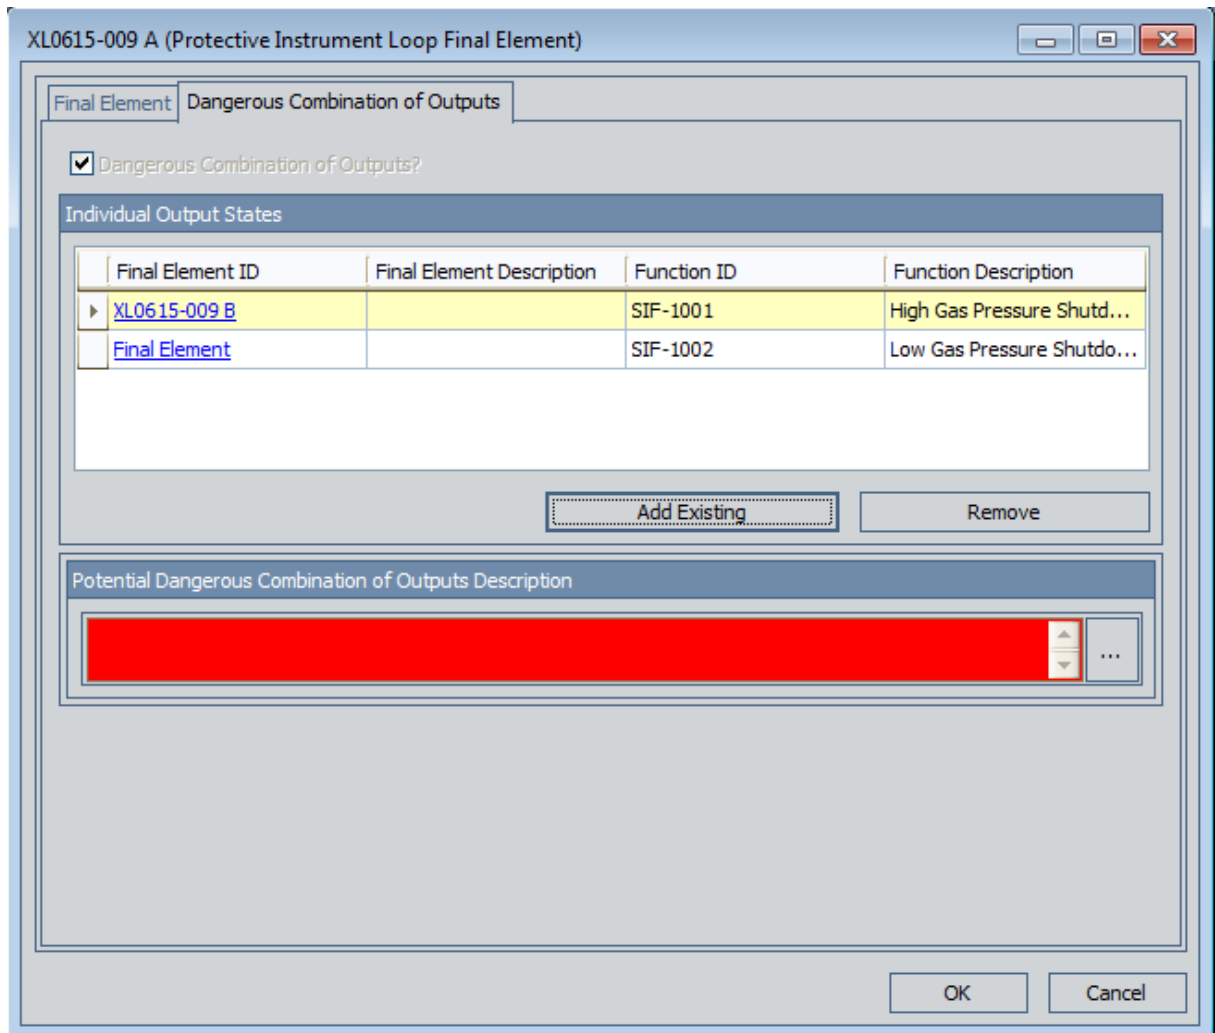 XL0615-009 A (Protective Instrument Loop Final Element)
Final Element Dangerous Combination of Outputs
Dangerous Combination of Outputs?
Individual Output States
Final Element ID Final Element Description Function ID Function Description
XL0615-009 B SIF-1001 High Gas Pressure Shutd...
Final Element SIF-1002 Low Gas Pressure Shutdo...
Add Existing Remove
Potential Dangerous Combination of Outputs Description
...
OK Cancel